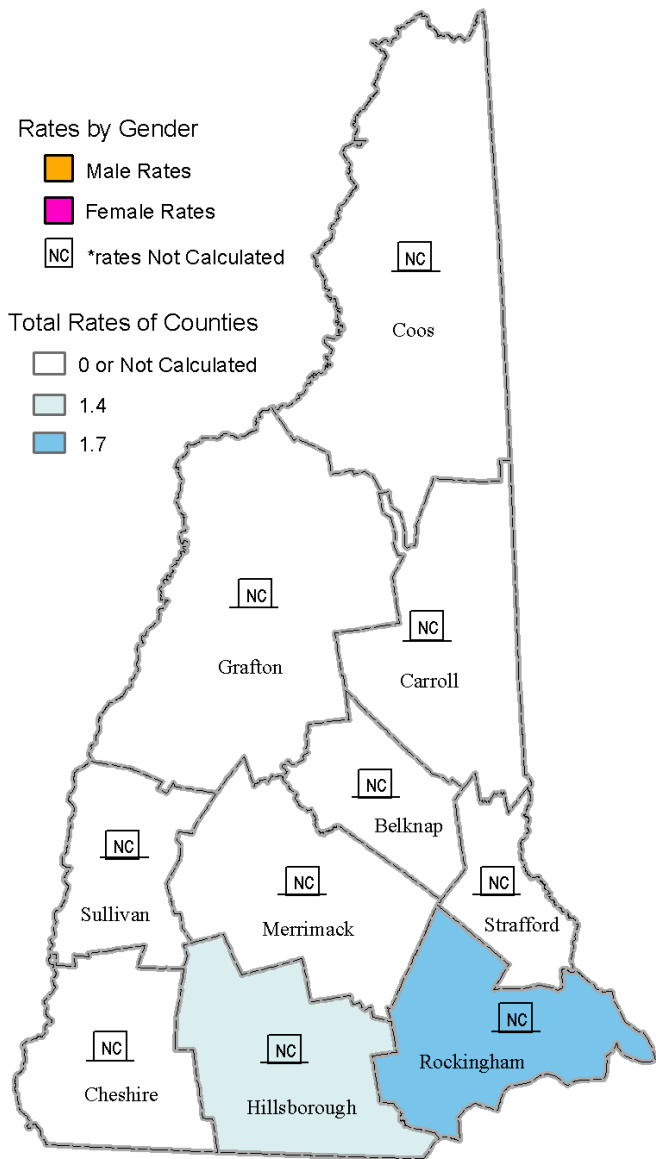 Rates by Gender
Male Rates
Female Rates
NC *rates Not Calculated
Total Rates of Counties
0 or Not Calculated
1.4
1.7
NC
Coos
NC
Grafton
NC
Carroll
NC
Belknap
NC
Sullivan
NC
Merrimack
NC
Strafford
NC
Cheshire
NC
Hillsborough
NC
Rockingham